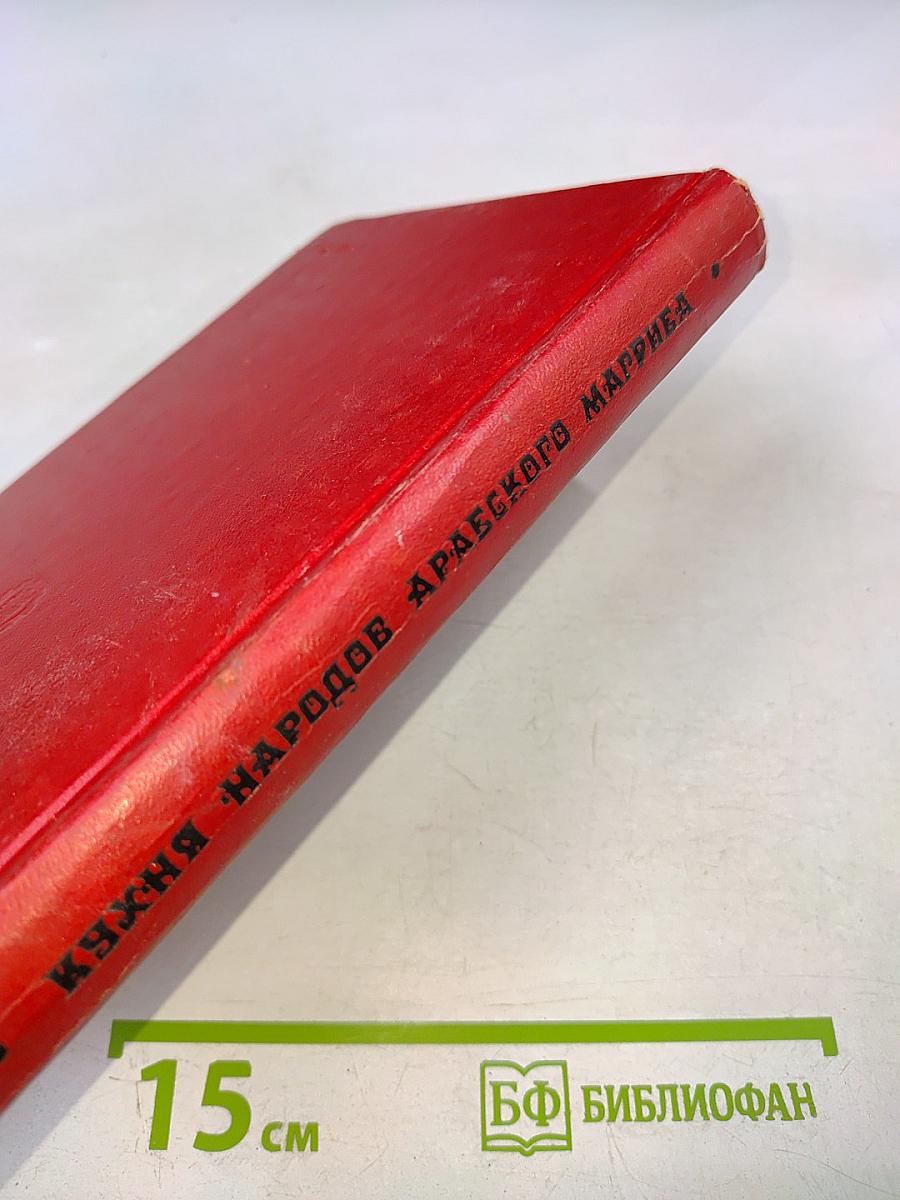 КУХНЯ НАРОДОВ АРАБСКОГО МАГРИБА
15 см
БФ БИБЛИОФАН